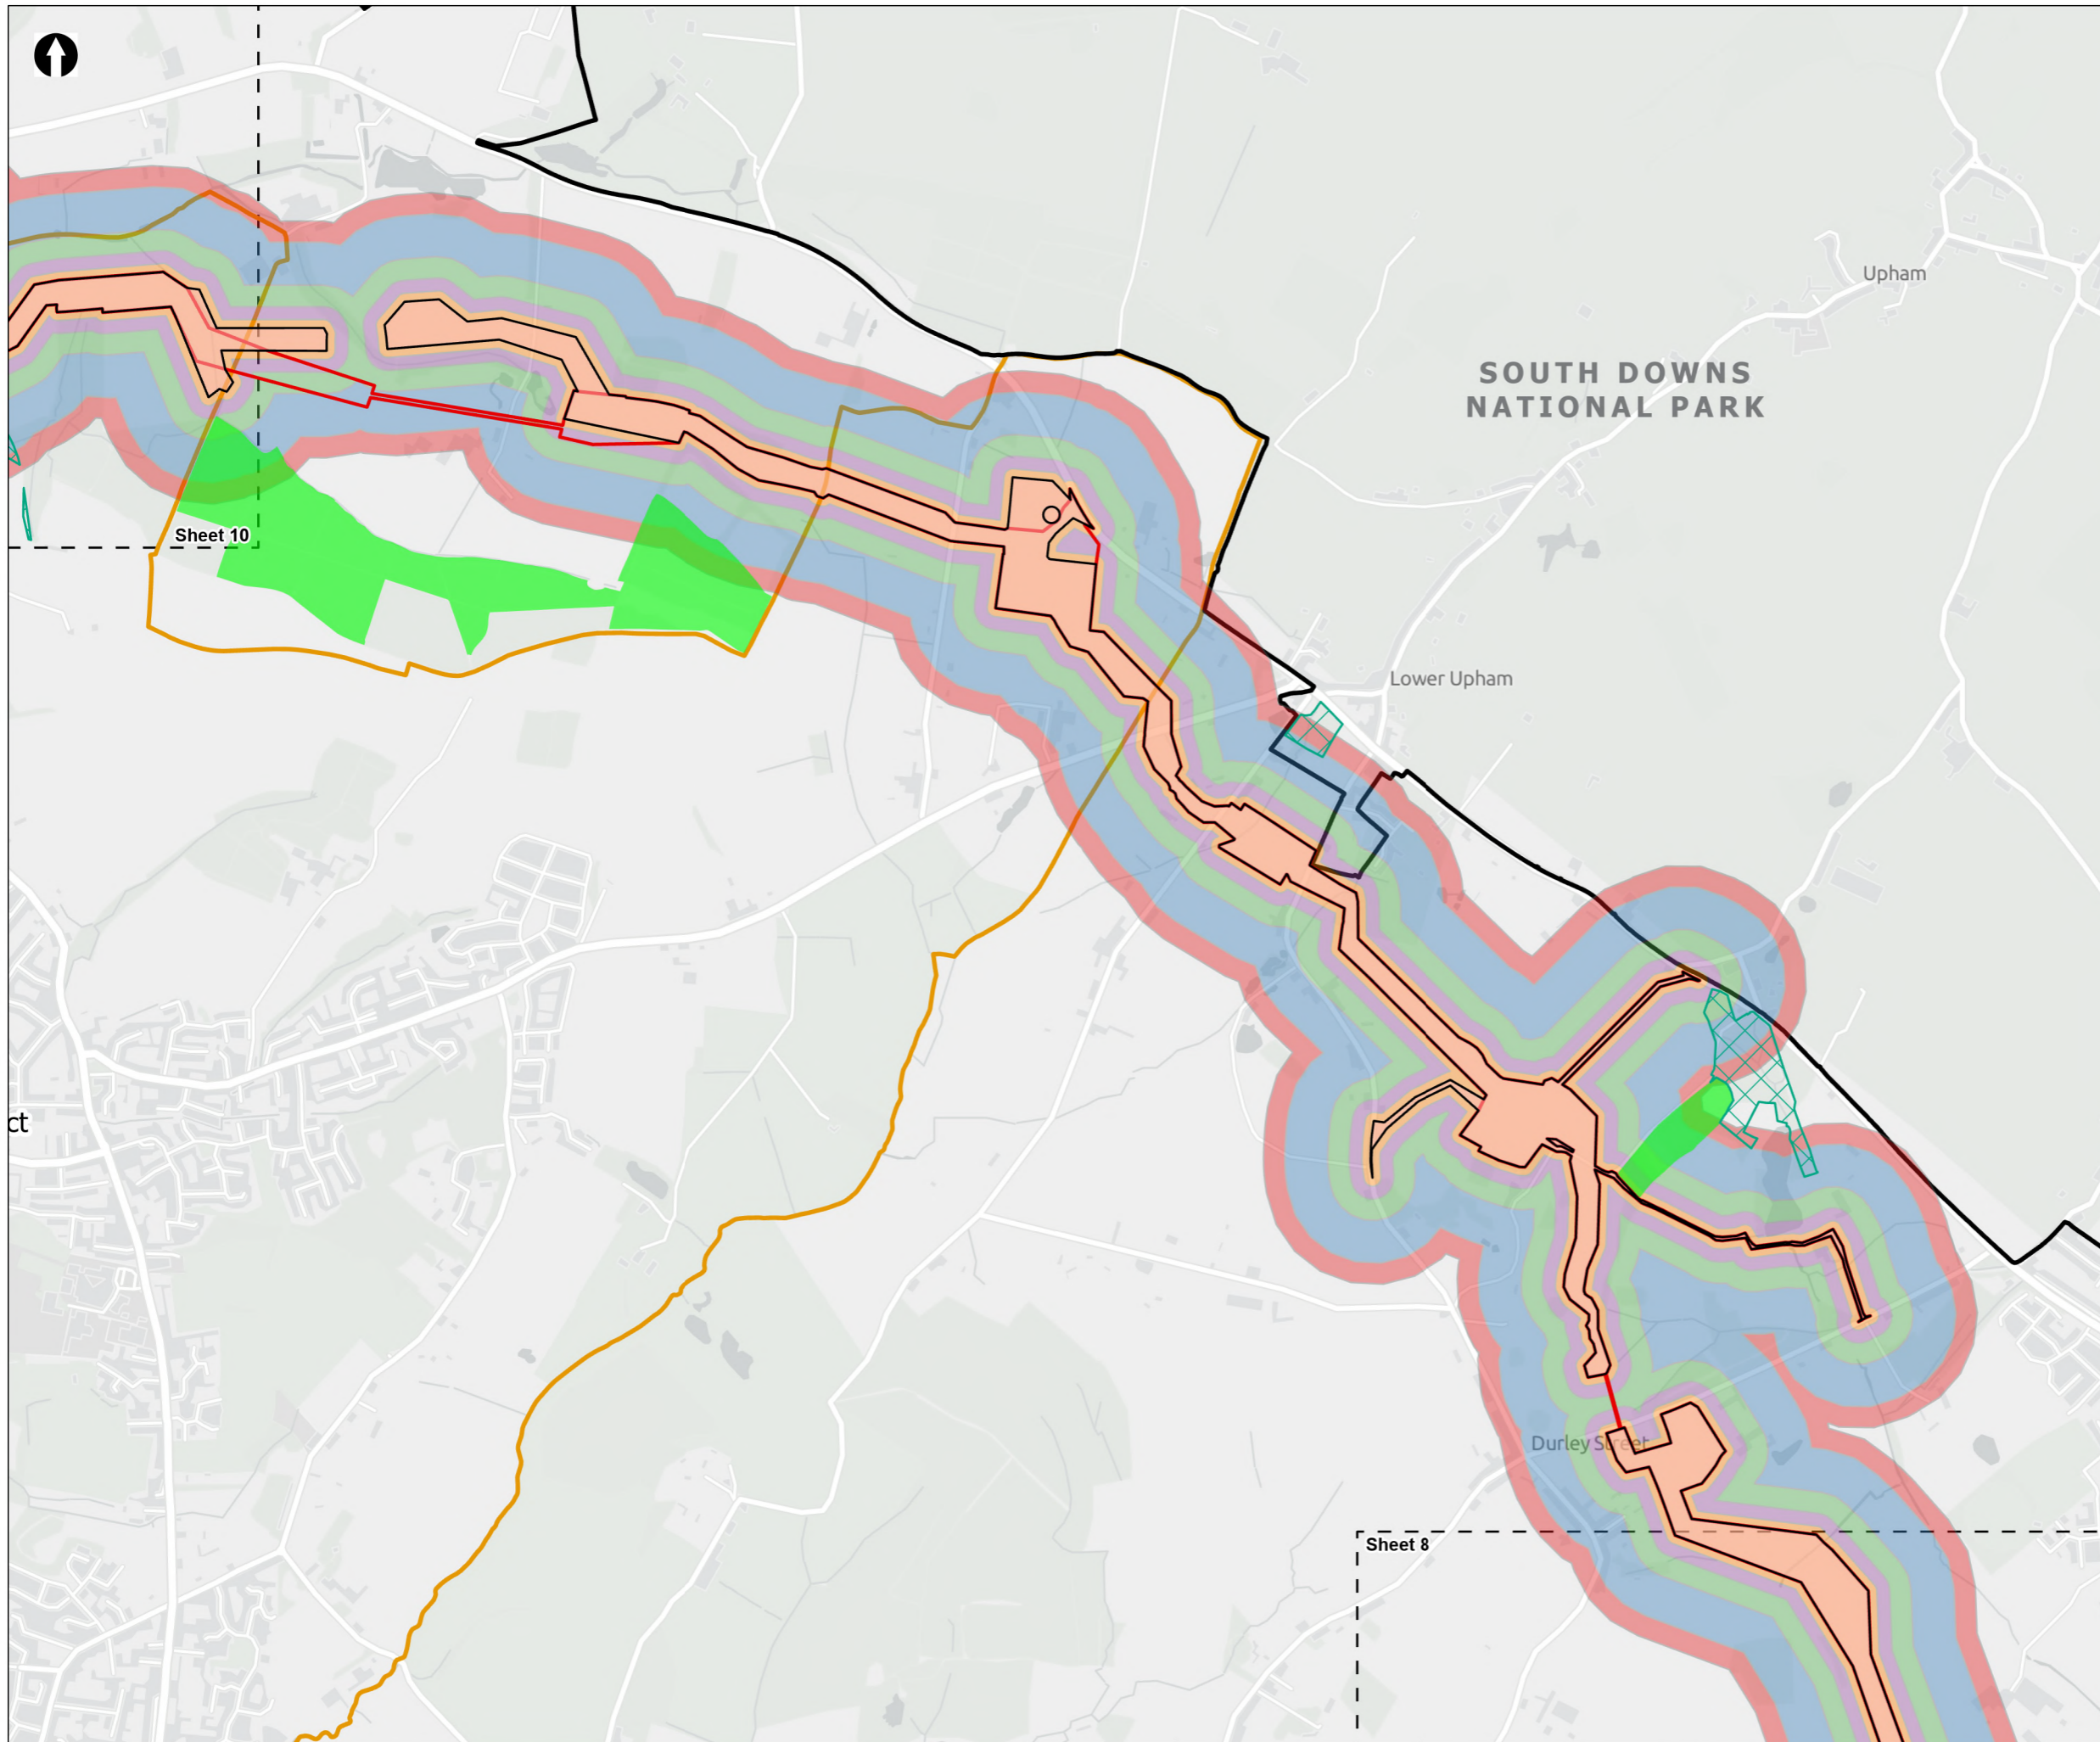 Upham
SOUTH DOWNS
NATIONAL PARK
Sheet 10
Lower Upham
ct
Durley Street
Sheet 8